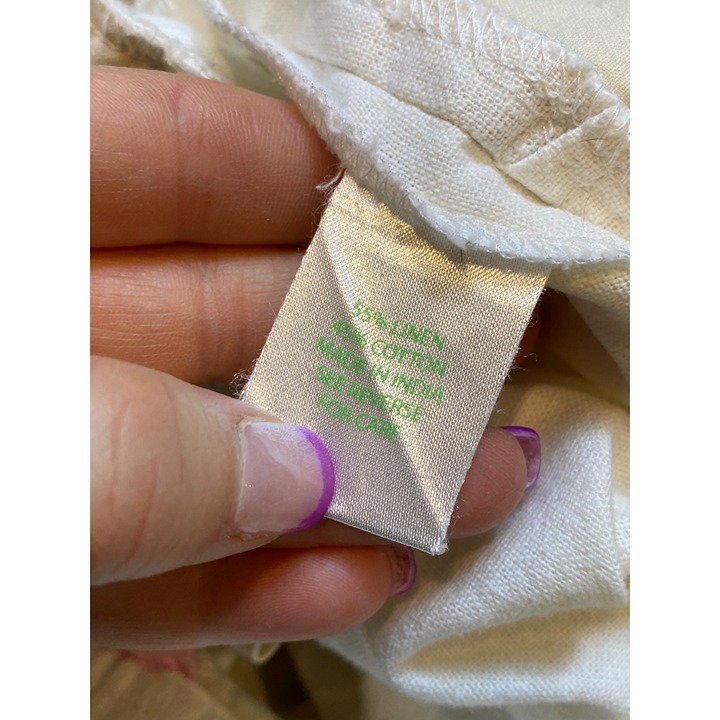 55% LINEN
45% COTTON
MADE IN INDIA
SEE REVERSE
FOR CARE